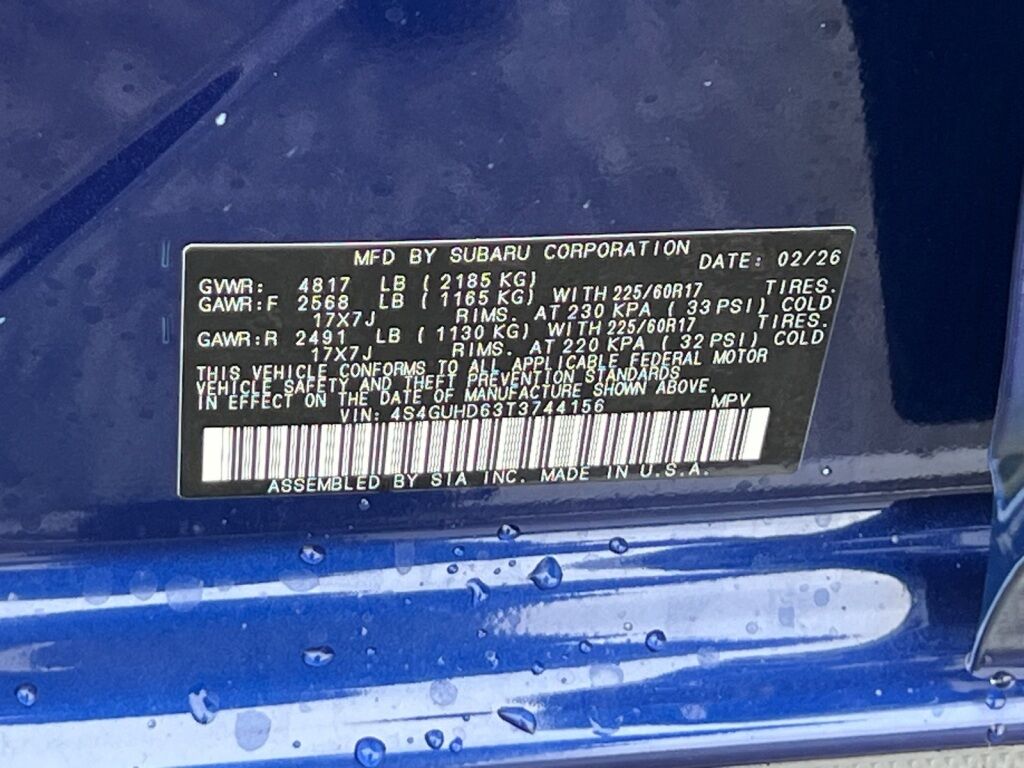 MFD BY SUBARU CORPORATION DATE: 02/26
GVWR: 4817 LB ( 2185 KG)
GAWR:F 2568 LB ( 1165 KG) WITH 225/60R17 TIRES.
17X7J RIMS. AT 230 KPA ( 33 PSI) COLD
GAWR:R 2491 LB ( 1130 KG) WITH 225/60R17 TIRES.
17X7J RIMS. AT 220 KPA ( 32 PSI) COLD
THIS VEHICLE CONFORMS TO ALL APPLICABLE FEDERAL MOTOR
VEHICLE SAFETY AND THEFT PREVENTION STANDARDS
IN EFFECT ON THE DATE OF MANUFACTURE SHOWN ABOVE.
VIN: 4S4GUHD63T3744156 MPV
ASSEMBLED BY SIA INC. MADE IN U.S.A.